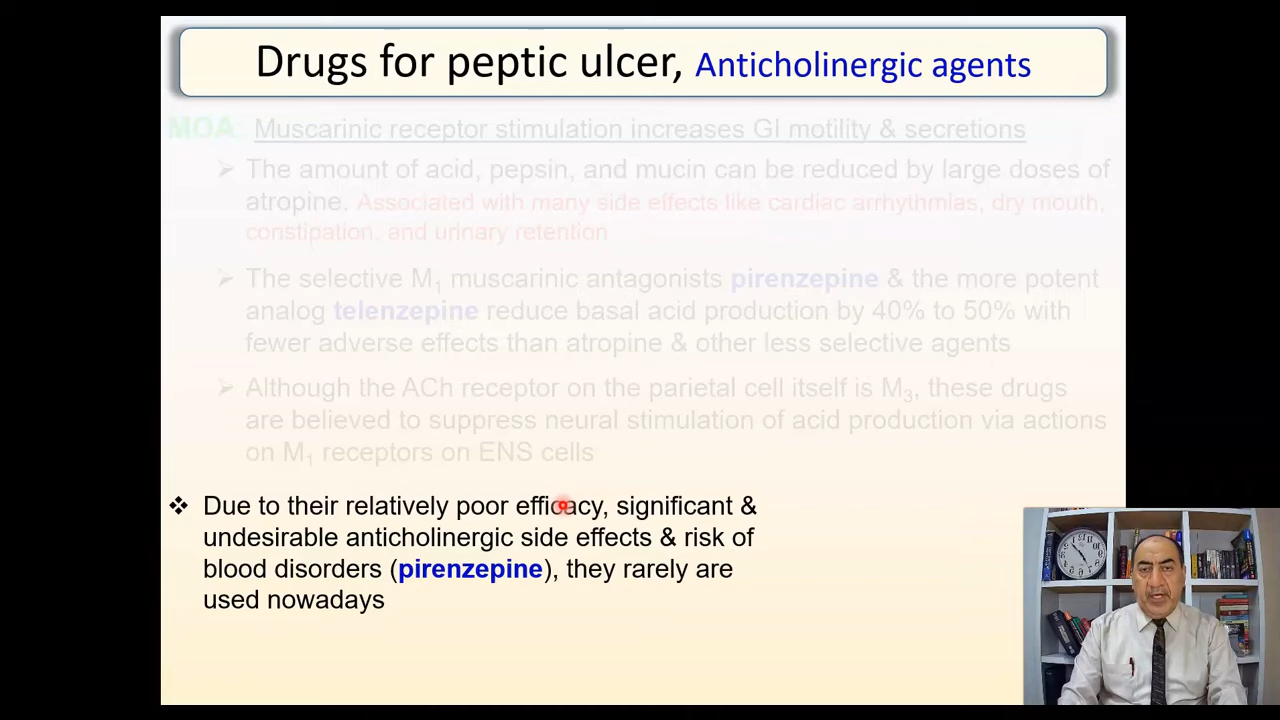 Drugs for peptic ulcer, Anticholinergic agents
MOA: Muscarinic receptor stimulation increases GI motility & secretions
➢ The amount of acid, pepsin, and mucin can be reduced by large doses of
atropine. Associated with many side effects like cardiac arrhythmias, dry mouth,
constipation, and urinary retention
➢ The selective M₁ muscarinic antagonists pirenzepine & the more potent
analog telenzepine reduce basal acid production by 40% to 50% with
fewer adverse effects than atropine & other less selective agents
➢ Although the ACh receptor on the parietal cell itself is M₃, these drugs
are believed to suppress neural stimulation of acid production via actions
on M₁ receptors on ENS cells
❖ Due to their relatively poor efficacy, significant &
undesirable anticholinergic side effects & risk of
blood disorders (pirenzepine), they rarely are
used nowadays